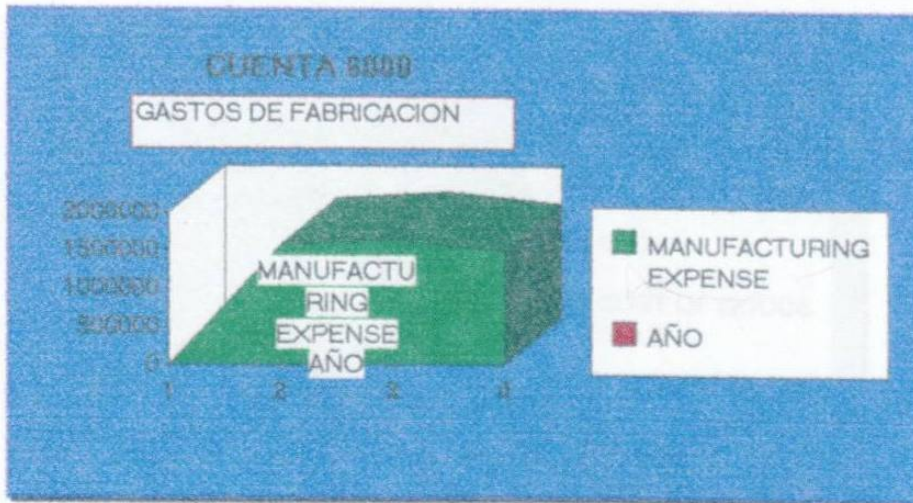 CUENTA 6000
GASTOS DE FABRICACION
2000000
1500000
1000000
500000
0
MANUFACTU
RING
EXPENSE
AÑO
1 2 3 4
MANUFACTURING
EXPENSE
AÑO